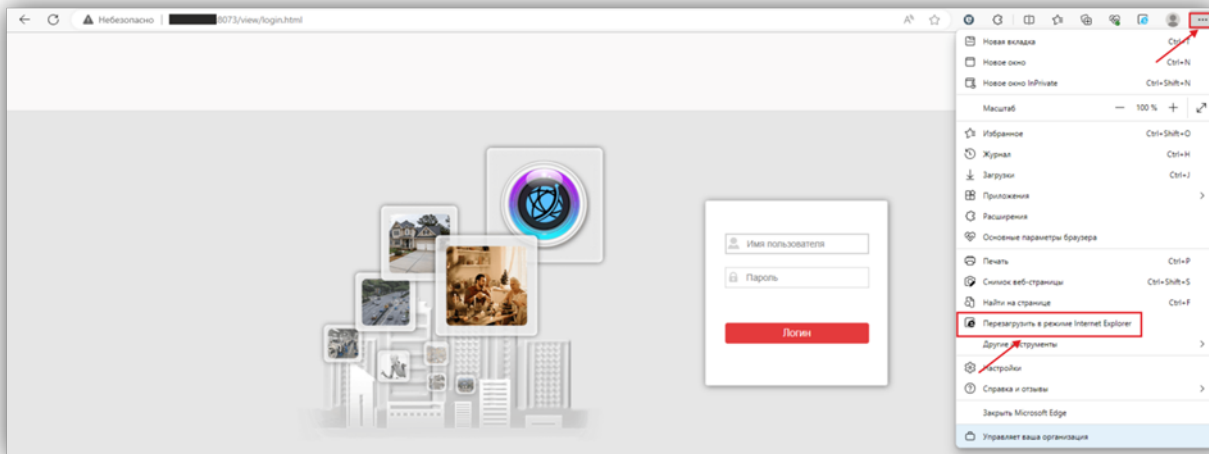 Небезопасно
8073/view/login.html
Новая вкладка Ctrl+T
Новое окно Ctrl+N
Новое окно InPrivate Ctrl+Shift+N
Масштаб — 100 % +
Избранное Ctrl+Shift+O
Журнал Ctrl+H
Загрузки Ctrl+J
Приложения
Расширения
Основные параметры браузера
Печать Ctrl+P
Снимок веб-страницы Ctrl+Shift+S
Найти на странице Ctrl+F
Перезагрузить в режиме Internet Explorer
Другие инструменты
Настройки
Справка и отзывы
Закрыть Microsoft Edge
Управляет ваша организация
Имя пользователя
Пароль
Логин